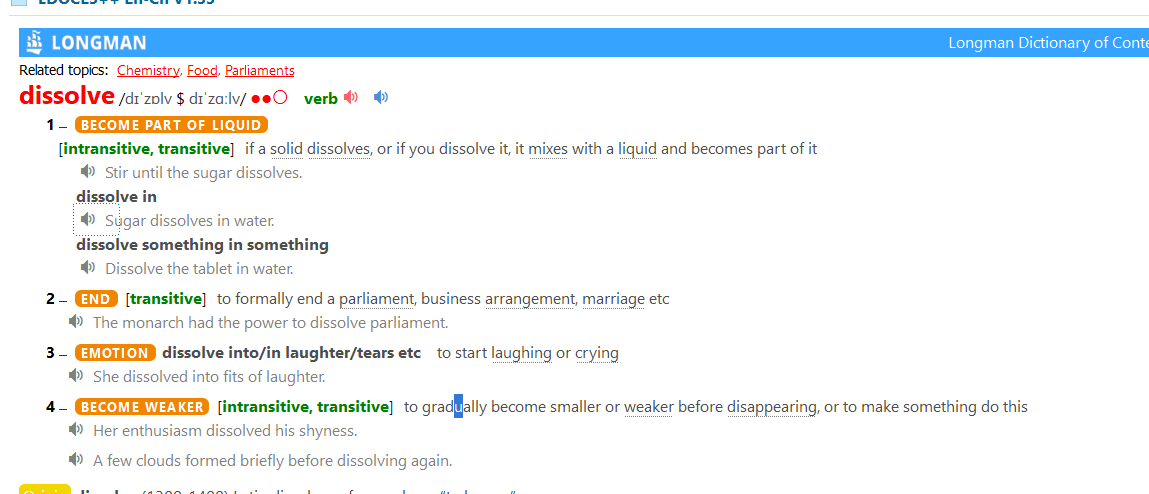 LDOCE5++ En-Cn V1.35
LONGMAN Longman Dictionary of Conte
Related topics: Chemistry, Food, Parliaments
dissolve /dɪˈzɒlv $ dɪˈzɑːlv/ ●●○ verb
1 – BECOME PART OF LIQUID
[intransitive, transitive] if a solid dissolves, or if you dissolve it, it mixes with a liquid and becomes part of it
Stir until the sugar dissolves.
dissolve in
Sugar dissolves in water.
dissolve something in something
Dissolve the tablet in water.
2 – END [transitive] to formally end a parliament, business arrangement, marriage etc
The monarch had the power to dissolve parliament.
3 – EMOTION dissolve into/in laughter/tears etc to start laughing or crying
She dissolved into fits of laughter.
4 – BECOME WEAKER [intransitive, transitive] to gradually become smaller or weaker before disappearing, or to make something do this
Her enthusiasm dissolved his shyness.
A few clouds formed briefly before dissolving again.